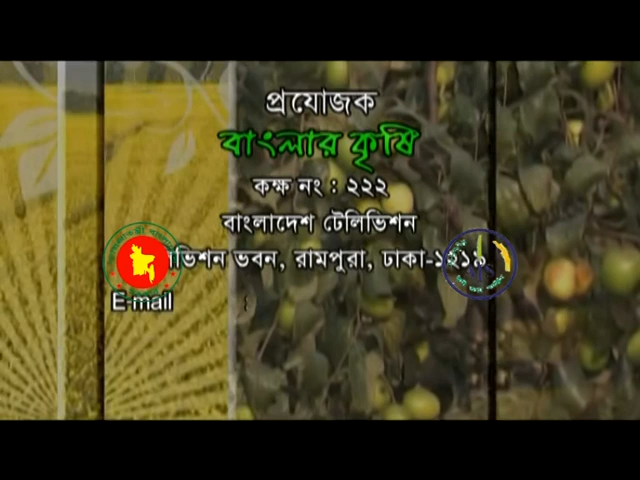 প্রযোজক
বাংলার কৃষি
কক্ষ নং : ২২২
বাংলাদেশ টেলিভিশন
ভিশন ভবন, রামপুরা, ঢাকা-১২১৯
E-mail